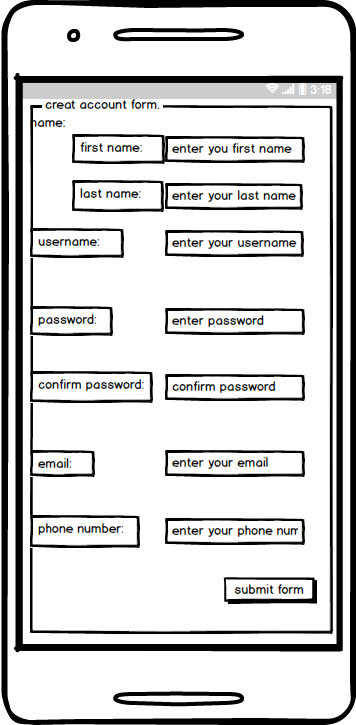 3:18
creat account form.
name:
first name: enter you first name
last name: enter your last name
username: enter your username
password: enter password
confirm password: confirm password
email: enter your email
phone number: enter your phone num
submit form